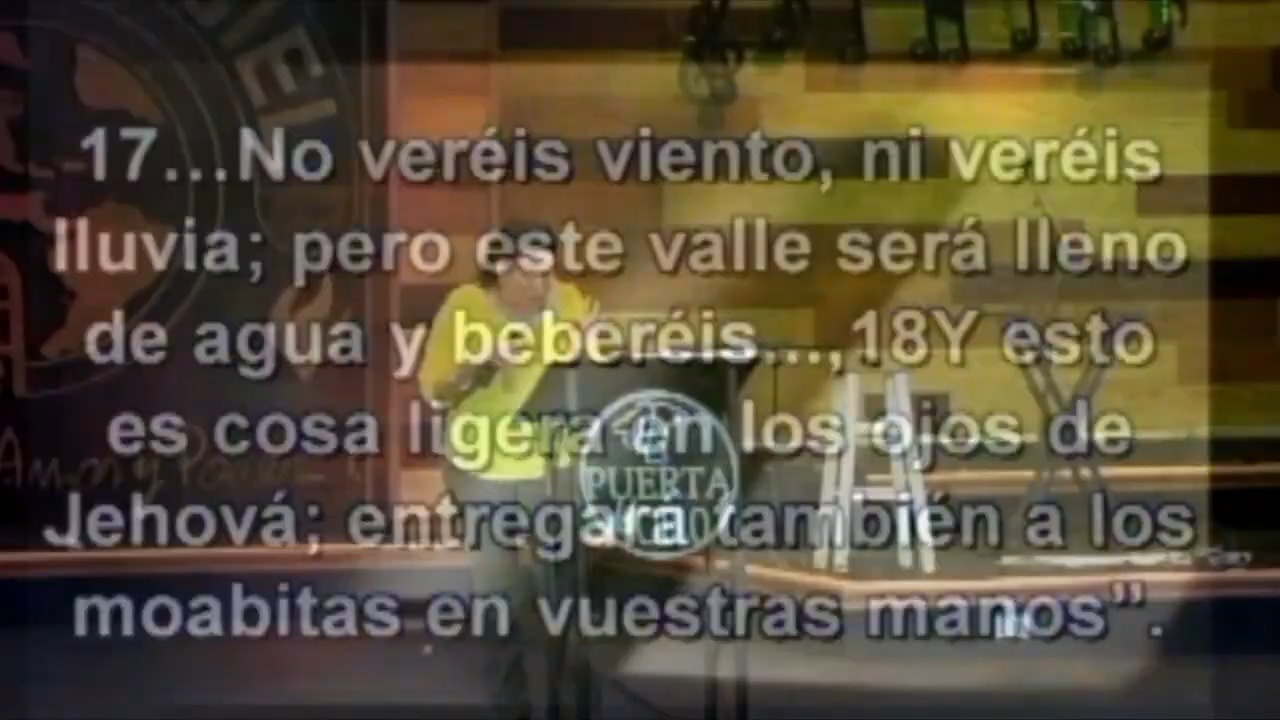 17...No veréis viento, ni veréis
lluvia; pero este valle será lleno
de agua y beberéis...,18Y esto
es cosa ligera en los ojos de
Jehová; entregará también a los
moabitas en vuestras manos".
PUERTA